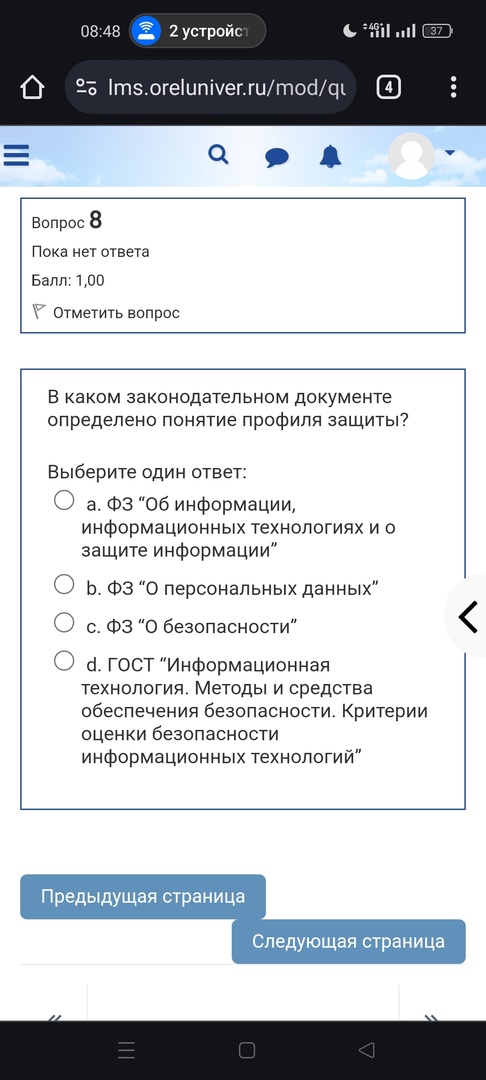 08:48 2 устройст 4G 37
lms.oreluniver.ru/mod/qu 4
Вопрос 8
Пока нет ответа
Балл: 1,00
Отметить вопрос
В каком законодательном документе
определено понятие профиля защиты?
Выберите один ответ:
a. ФЗ “Об информации,
информационных технологиях и о
защите информации”
b. ФЗ “О персональных данных”
c. ФЗ “О безопасности”
d. ГОСТ “Информационная
технология. Методы и средства
обеспечения безопасности. Критерии
оценки безопасности
информационных технологий”
Предыдущая страница
Следующая страница